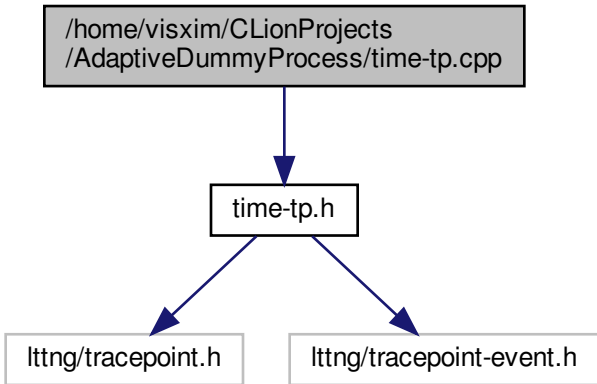 /home/visxim/CLionProjects
/AdaptiveDummyProcess/time-tp.cpp
time-tp.h
lttng/tracepoint.h
lttng/tracepoint-event.h